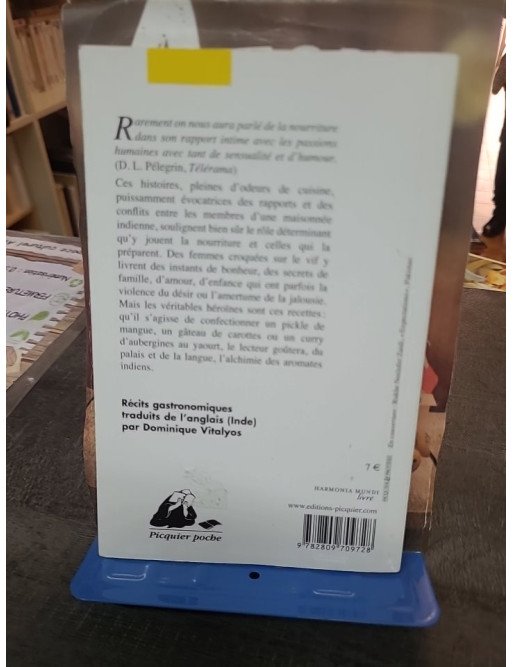 Rarement on nous aura parlé de la nourriture
dans son rapport intime avec les passions
humaines avec tant de sensualité et d'humour.
(D. L. Pélegrin, Télérama)
Ces histoires, pleines d'odeurs de cuisine,
puissamment évocatrices des rapports et des
conflits entre les membres d'une maisonnée
indienne, soulignent bien sûr le rôle déterminant
qu'y jouent la nourriture et celles qui la
préparent. Des femmes croquées sur le vif y
livrent des instants de bonheur, des secrets de
famille, d'amour, d'enfance qui ont parfois la
violence du désir ou l'amertume de la jalousie.
Mais les véritables héroïnes sont ces recettes :
qu'il s'agisse de confectionner un pickle de
mangue, un gâteau de carottes ou un curry
d'aubergines au yaourt, le lecteur goûtera, du
palais et de la langue, l'alchimie des aromates
indiens.
Récits gastronomiques
traduits de l'anglais (Inde)
par Dominique Vitalyos
7 €
HARMONIA MUNDI
livre
www.editions-picquier.com
Picquier poche
9 782809 709728
En couverture :